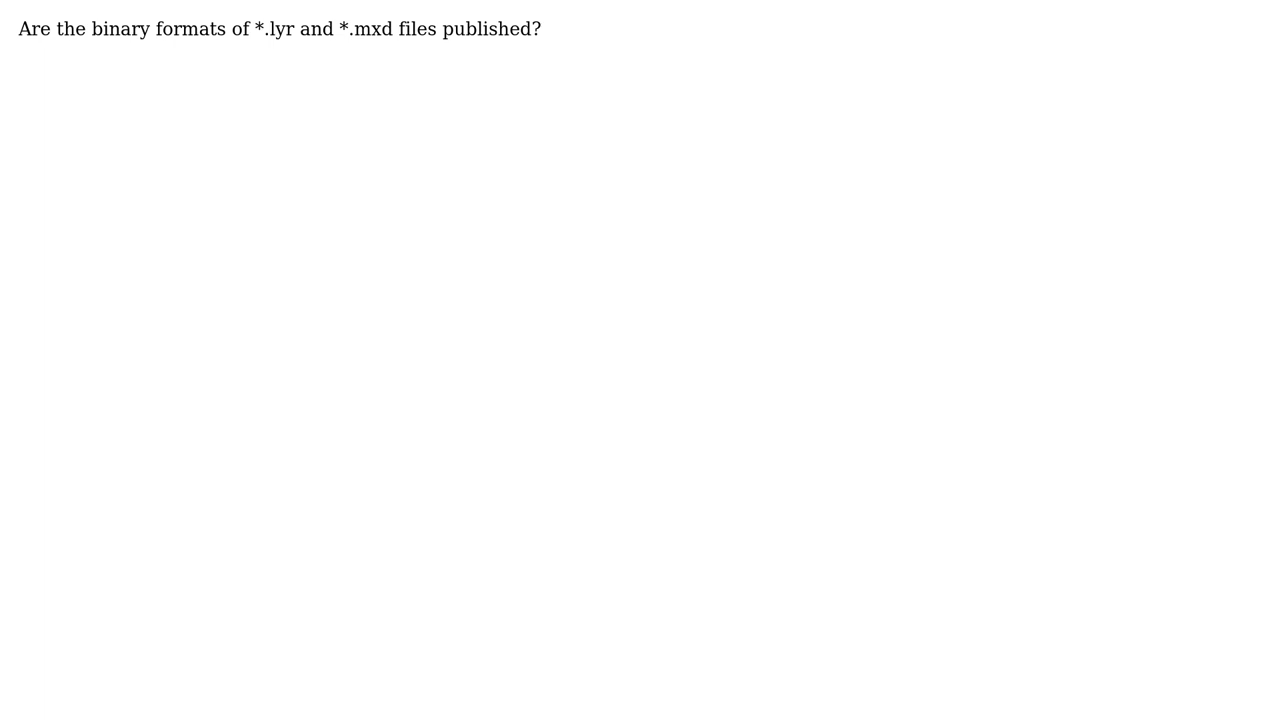 Are the binary formats of *.lyr and *.mxd files published?